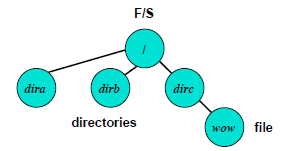 F/S
/
dira
dirb
dirc
directories
wow
file